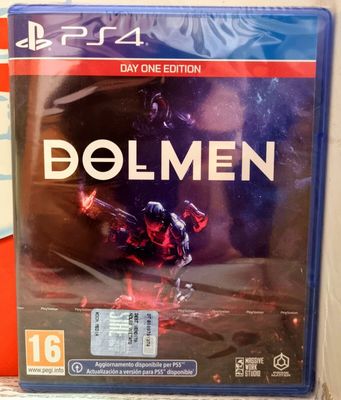 PS4
DAY ONE EDITION
DOLMEN
16
www.pegi.info
Aggiornamento disponibile per PS5
Actualización a versión para PS5 disponible
MASSIVE
WORK
STUDIO